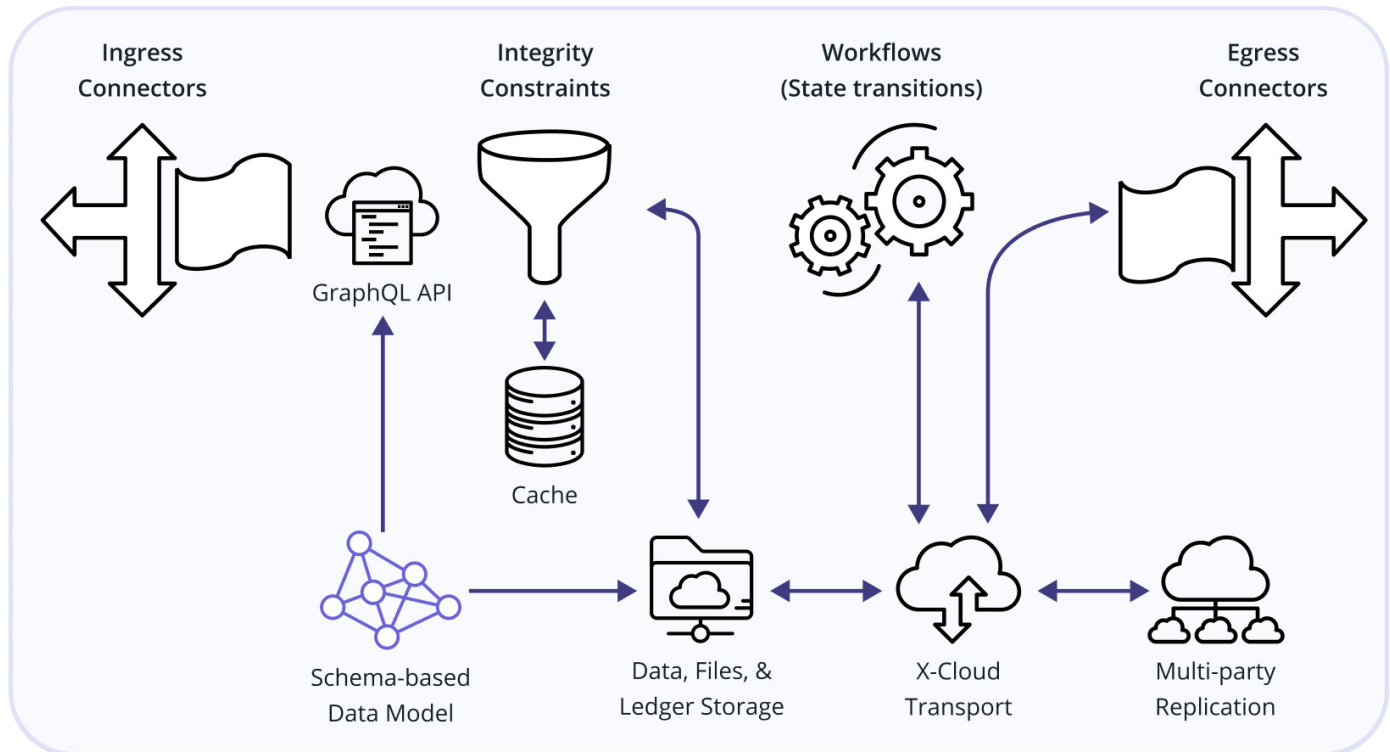 Ingress
Connectors
Integrity
Constraints
Workflows
(State transitions)
Egress
Connectors
GraphQL API
Cache
Schema-based
Data Model
Data, Files, &
Ledger Storage
X-Cloud
Transport
Multi-party
Replication